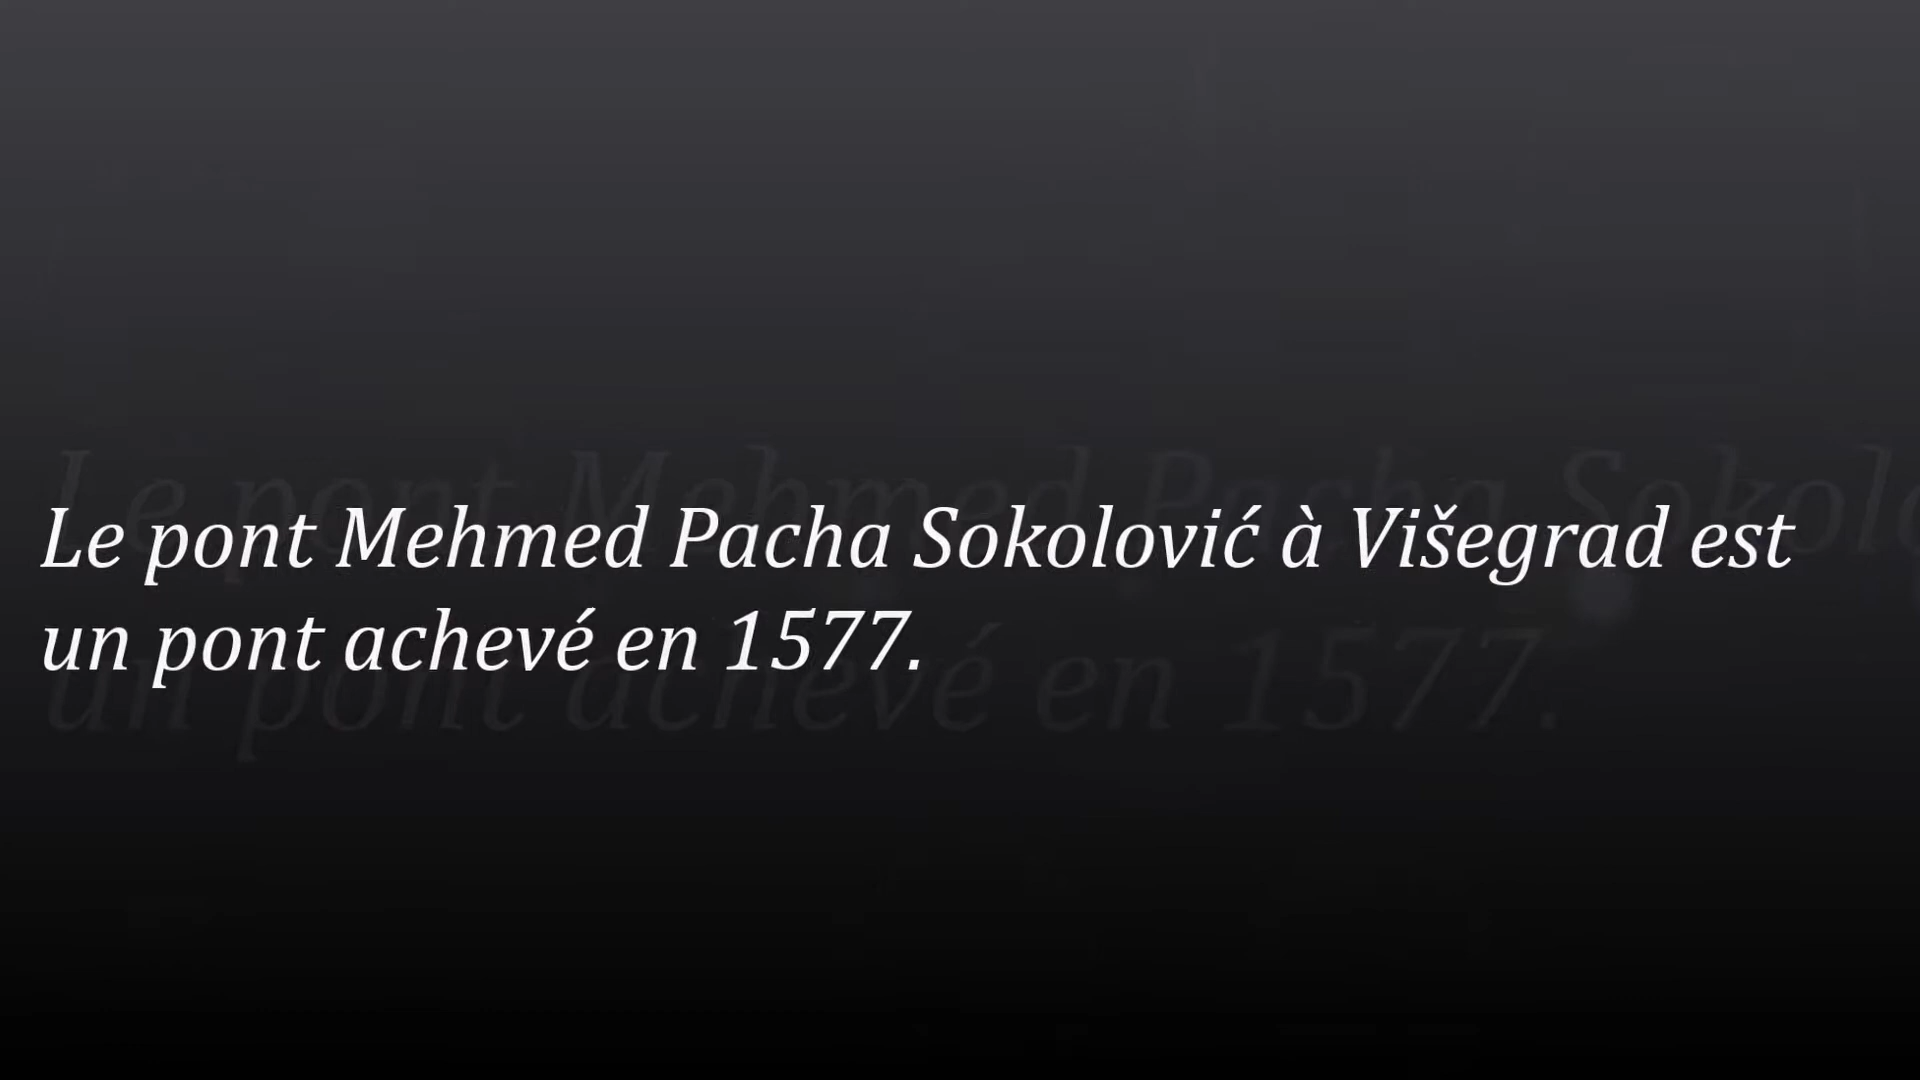 Le pont Mehmed Pacha Sokolović à Višegrad est
un pont achevé en 1577.